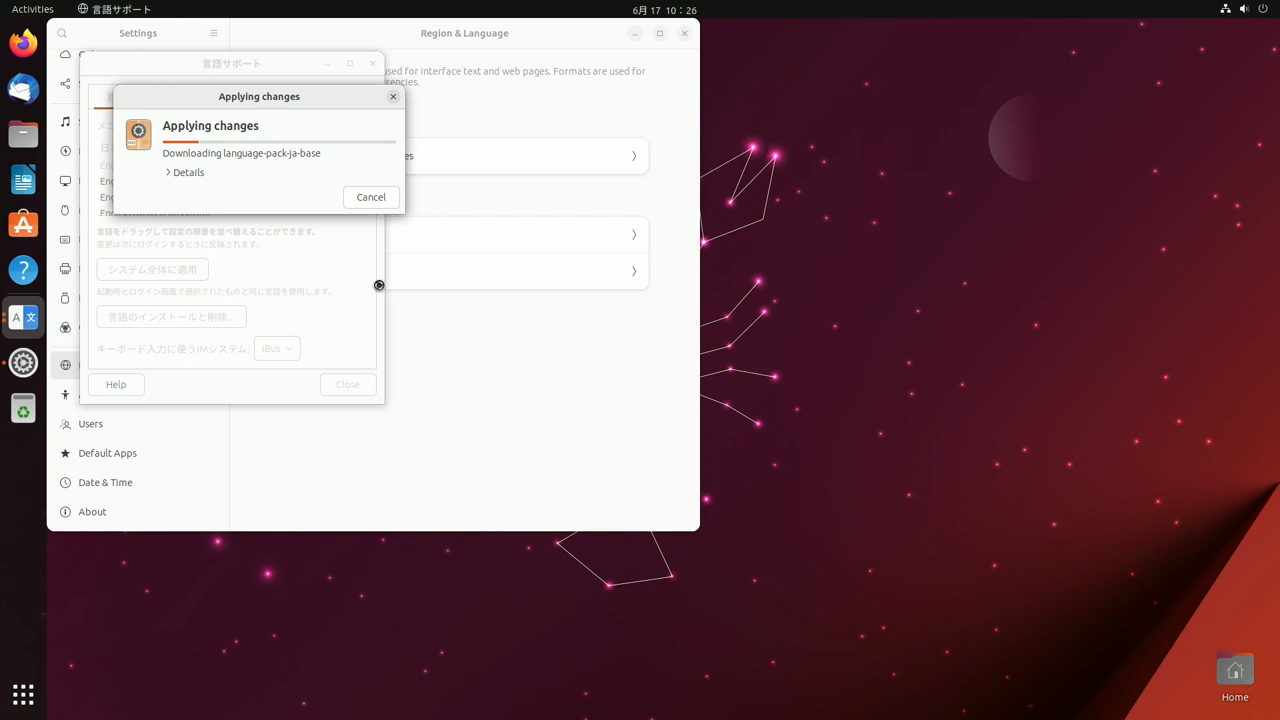 Activities
言語サポート
6月 17 10：26
Settings
Region & Language
言語サポート
used for interface text and web pages. Formats are used for
rencies.
Applying changes
Applying changes
Downloading language-pack-ja-base
Details
Cancel
es
言語をドラッグして設定の順番を並べ替えることができます。
変更は次にログインするときに反映されます。
システム全体に適用
起動時とログイン画面で選択されたものと同じ言語を使用します。
言語のインストールと削除...
キーボード入力に使うIMシステム:
IBus
Help
Close
Users
Default Apps
Date & Time
About
Home